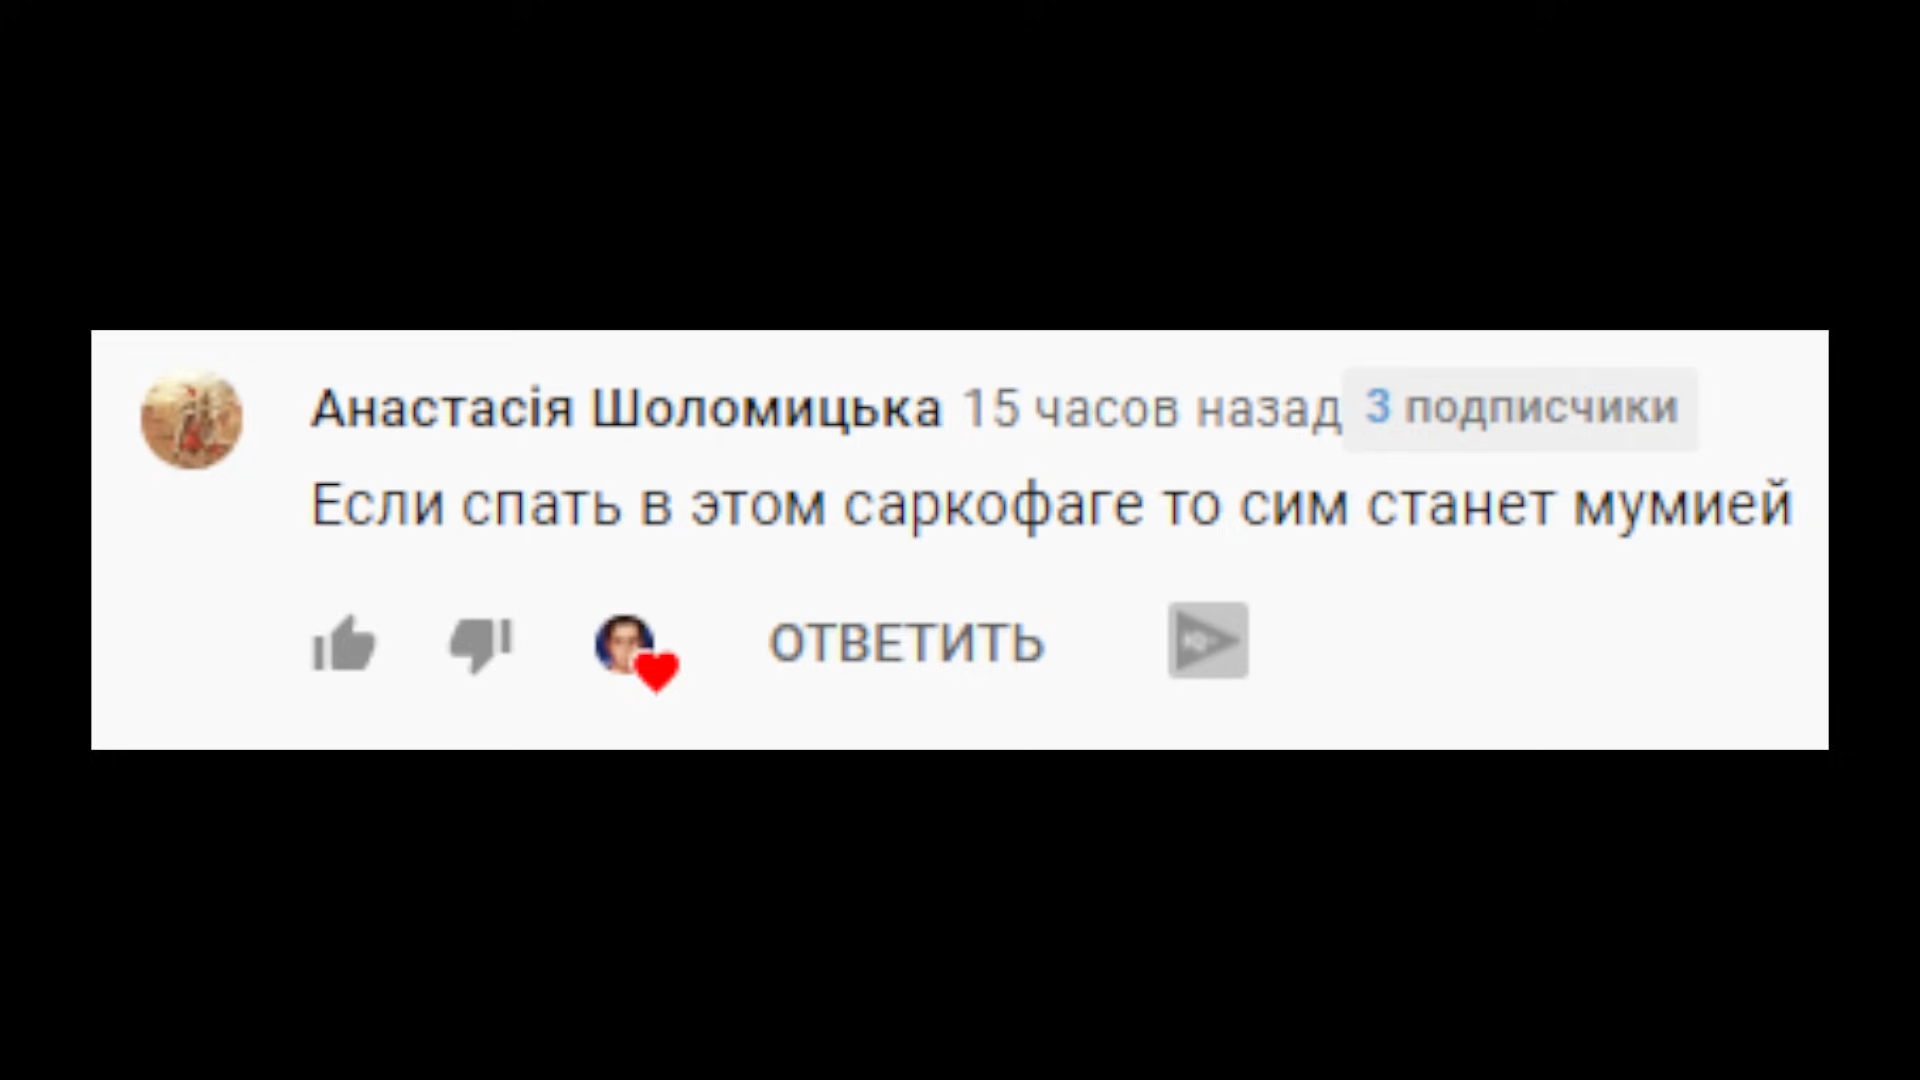 Анастасія Шоломицька 15 часов назад 3 подписчики
Если спать в этом саркофаге то сим станет мумией
ОТВЕТИТЬ